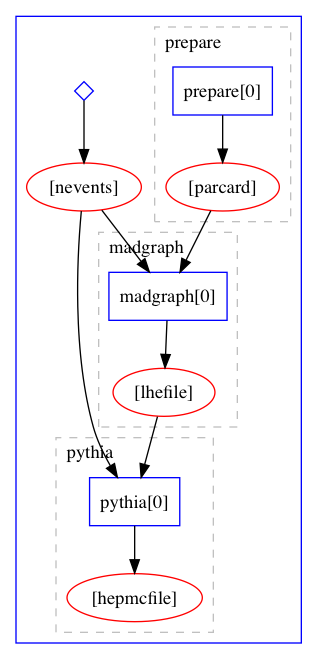 prepare
prepare[0]
[nevents]
[parcard]
madgraph
madgraph[0]
[lhefile]
pythia
pythia[0]
[hepmcfile]